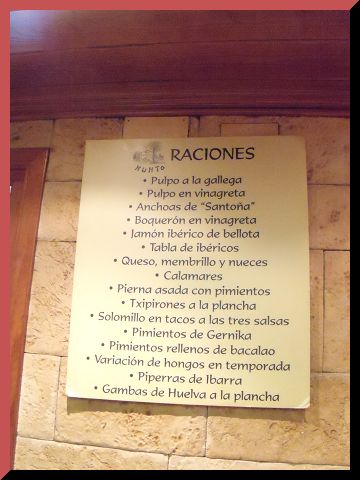 MUNTO
RACIONES
• Pulpo a la gallega
• Pulpo en vinagreta
• Anchoas de "Santoña"
• Boquerón en vinagreta
• Jamón ibérico de bellota
• Tabla de ibéricos
• Queso, membrillo y nueces
• Calamares
• Pierna asada con pimientos
• Txipirones a la plancha
• Solomillo en tacos a las tres salsas
• Pimientos de Gernika
• Pimientos rellenos de bacalao
• Variación de hongos en temporada
• Piperras de Ibarra
• Gambas de Huelva a la plancha